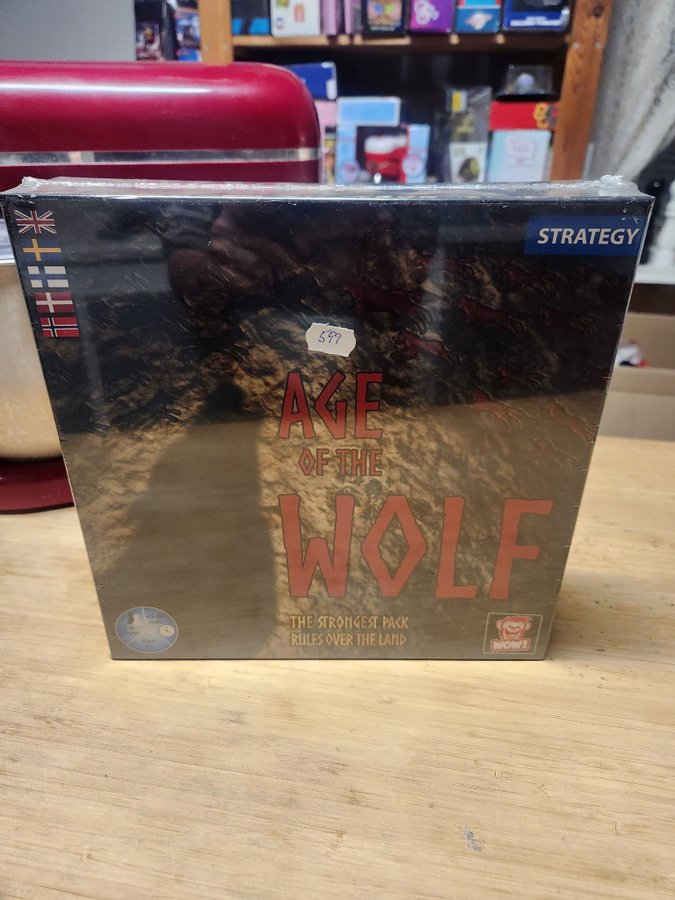 STRATEGY
599
AGE
OF THE
WOLF
THE STRONGEST PACK
RULES OVER THE LAND
WOW!